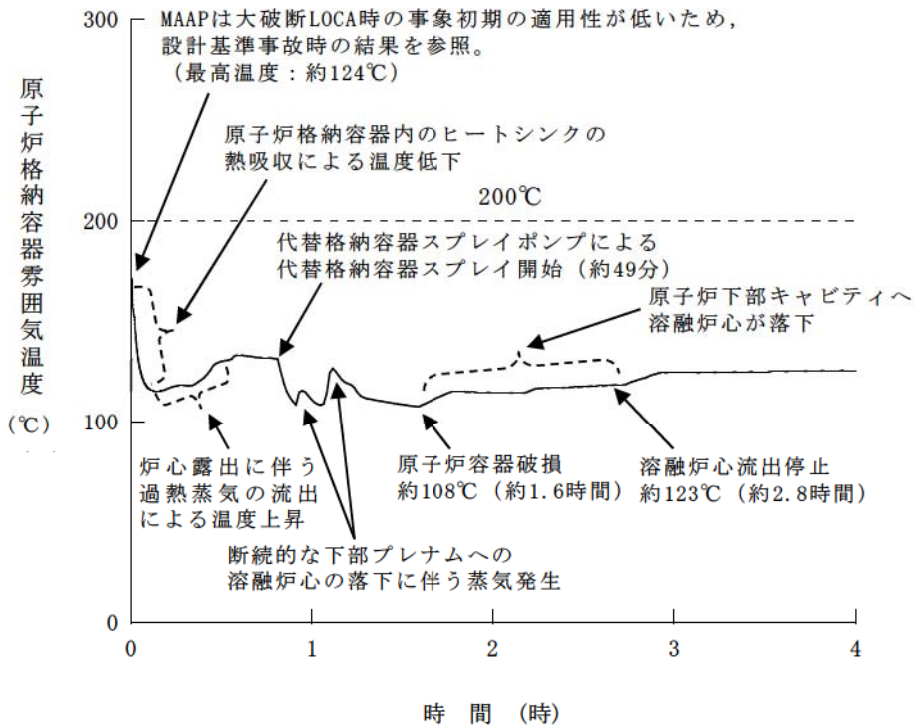 300
MAAPは大破断LOCA時の事象初期の適用性が低いため，
設計基準事故時の結果を参照。
（最高温度：約124℃）
原子炉格納容器雰囲気温度
（℃）
原子炉格納容器内のヒートシンクの
熱吸収による温度低下
200
200℃
代替格納容器スプレイポンプによる
代替格納容器スプレイ開始（約49分）
原子炉下部キャビティへ
溶融炉心が落下
100
炉心露出に伴う
過熱蒸気の流出
による温度上昇
原子炉容器破損
約108℃（約1.6時間）
溶融炉心流出停止
約123℃（約2.8時間）
断続的な下部プレナムへの
溶融炉心の落下に伴う蒸気発生
0
0 1 2 3 4
時　間　(時)